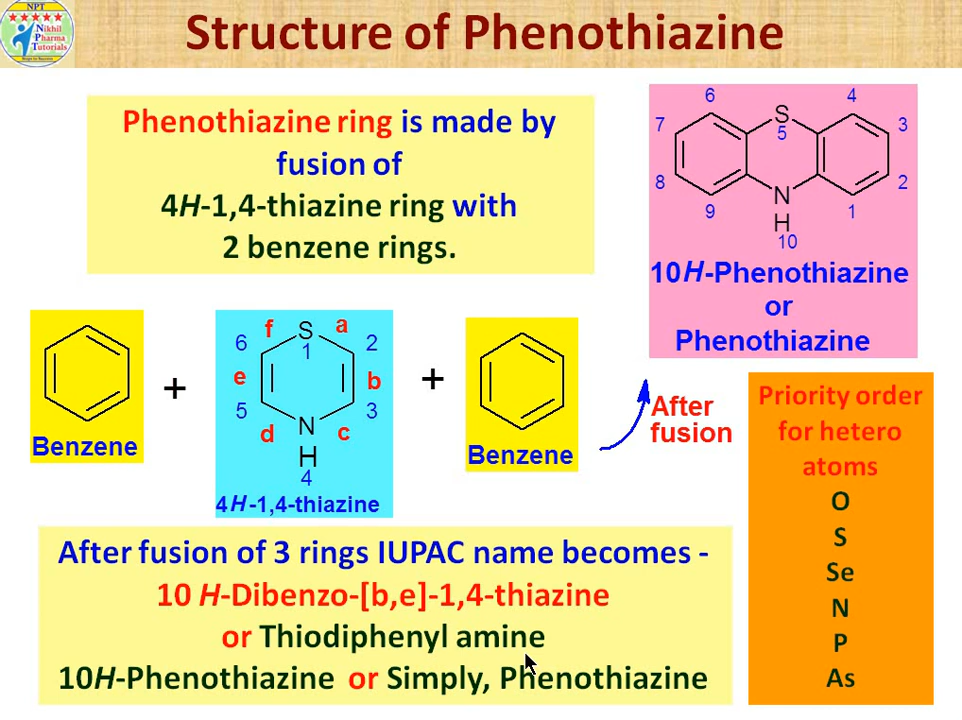 NPT
Nikhil
Pharma
Tutorials
Structure of Phenothiazine
Phenothiazine ring is made by
fusion of
4H-1,4-thiazine ring with
2 benzene rings.
6
4
7
S
3
5
8
2
N
9
H
1
10
10H-Phenothiazine
or
Phenothiazine
Benzene
+
f
S
a
6
1
2
e
b
5
3
d
N
c
H
4
4H-1,4-thiazine
+
Benzene
After
fusion
Priority order
for hetero
atoms
O
S
Se
N
P
As
After fusion of 3 rings IUPAC name becomes -
10 H-Dibenzo-[b,e]-1,4-thiazine
or Thiodiphenyl amine
10H-Phenothiazine or Simply, Phenothiazine